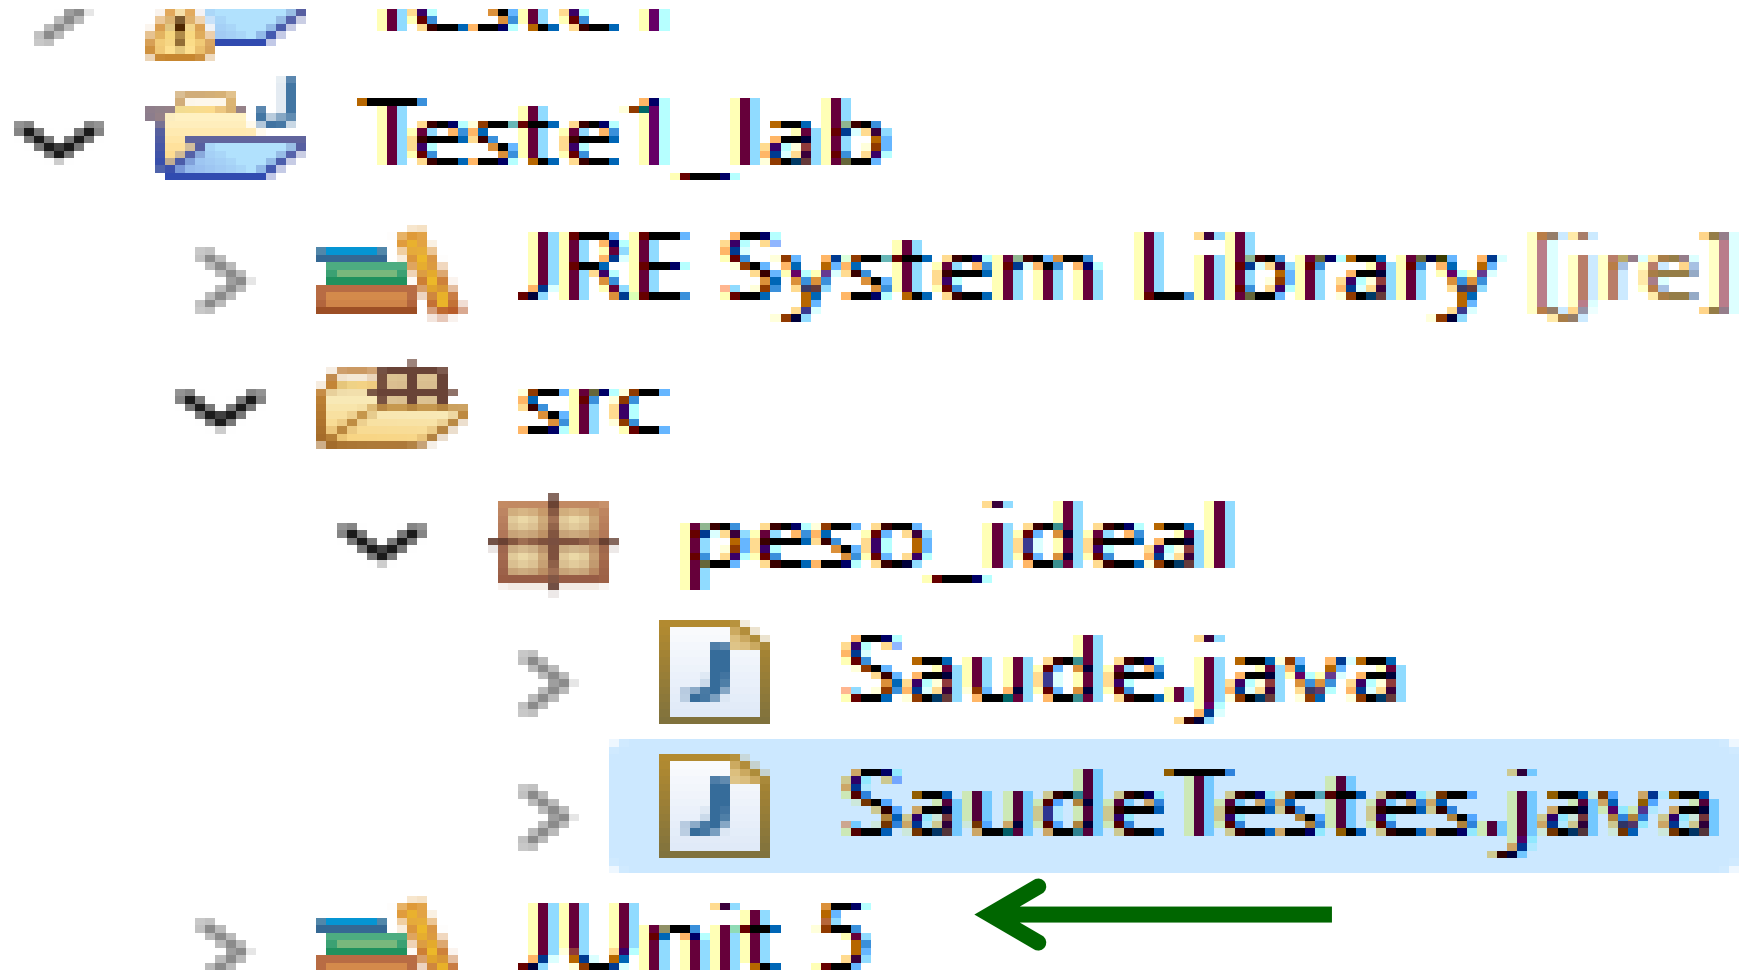 Teste1_lab
JRE System Library [jre]
src
peso_ideal
Saude.java
SaudeTestes.java
JUnit 5